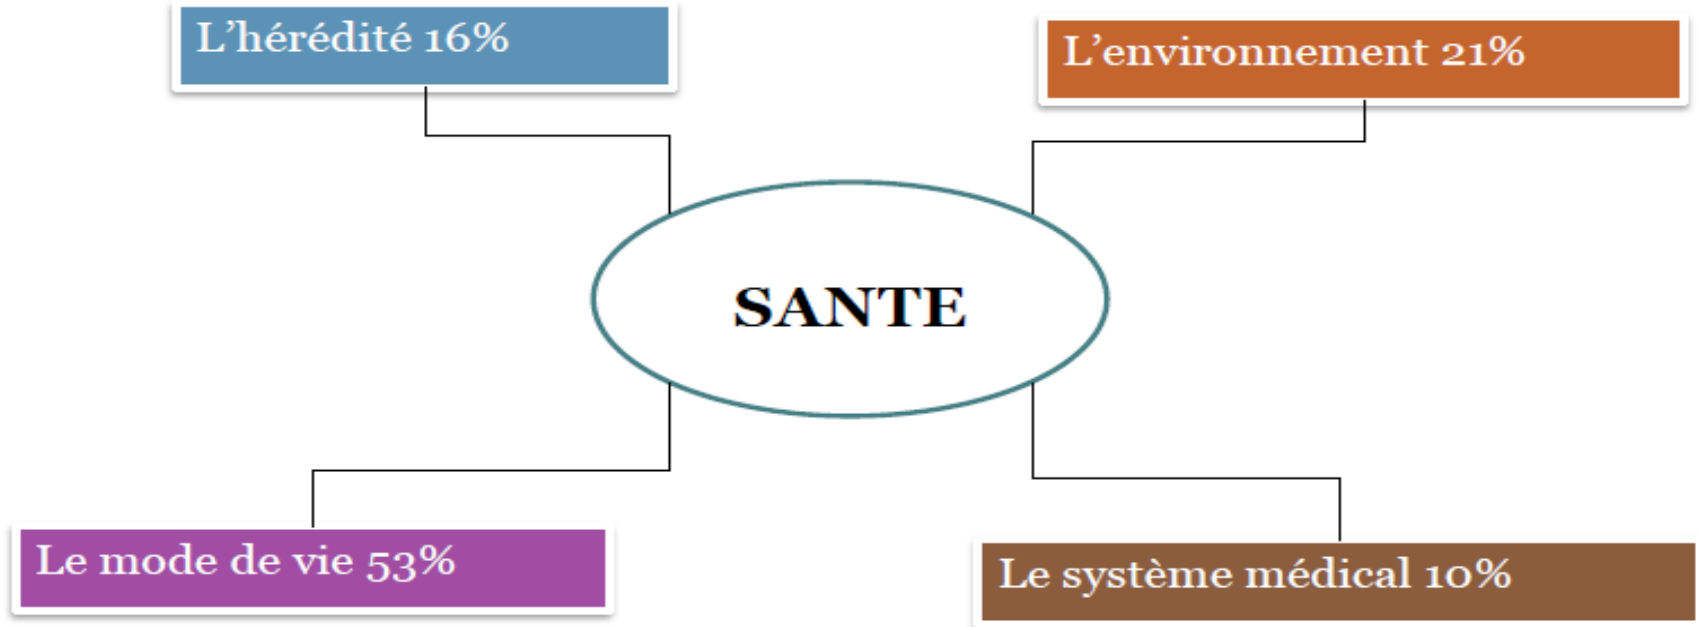 L’hérédité 16%
L’environnement 21%
SANTE
Le mode de vie 53%
Le système médical 10%